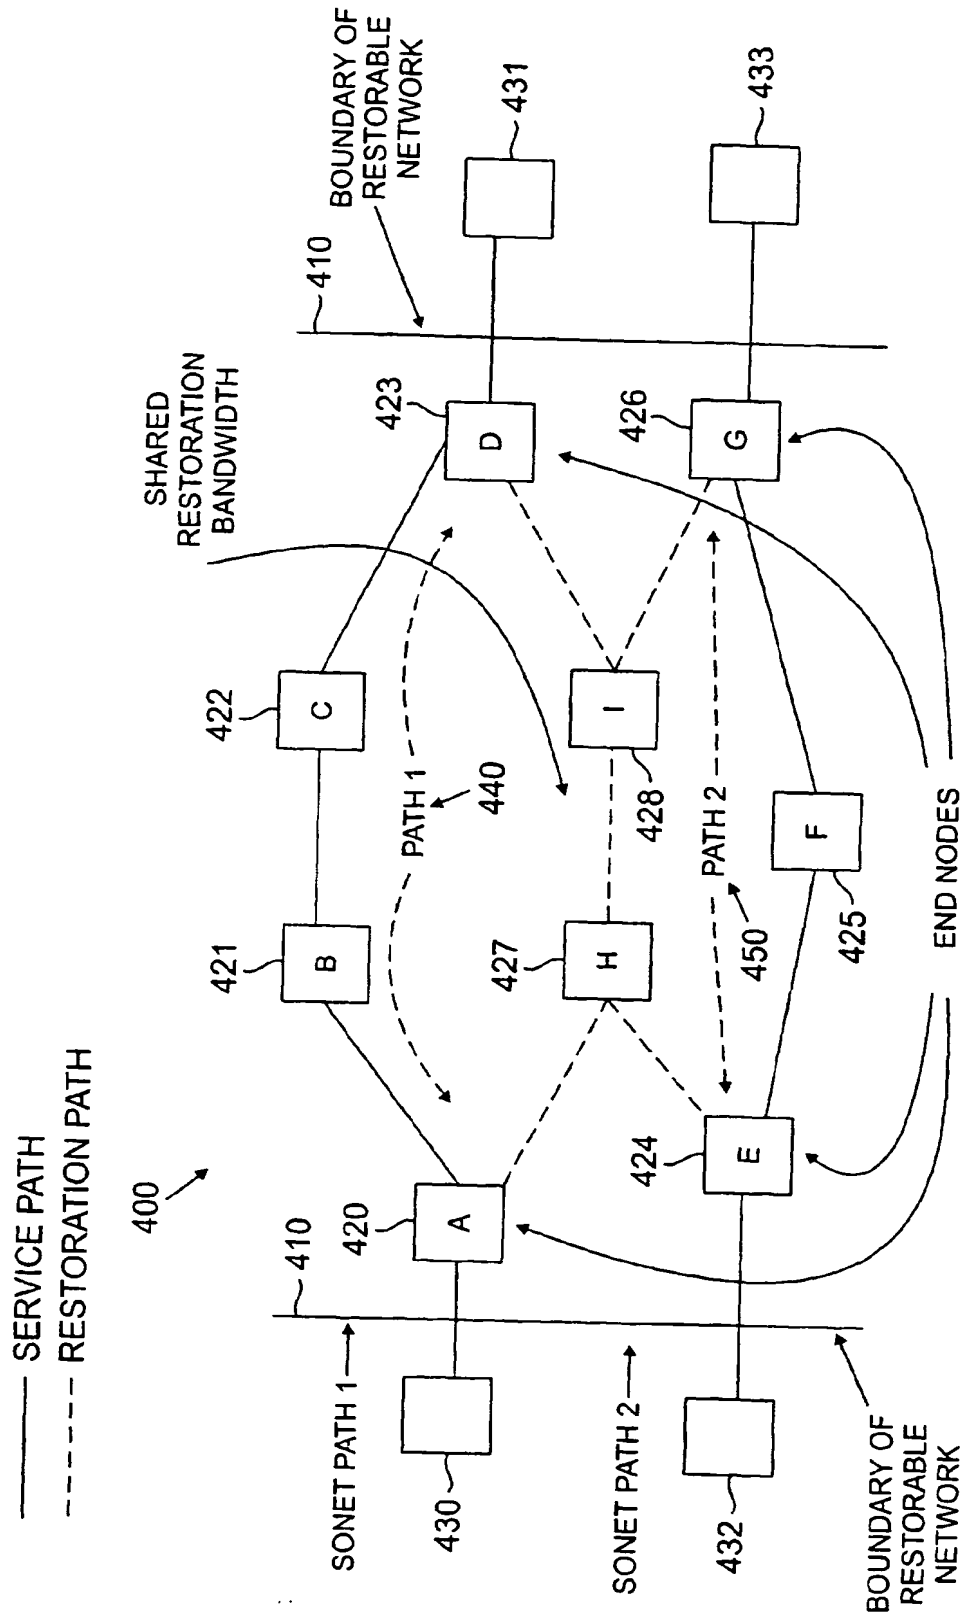 SERVICE PATH
RESTORATION PATH
400
SHARED
RESTORATION
BANDWIDTH
BOUNDARY OF
RESTORABLE
NETWORK
410
410
421
B
422
C
423
D
431
SONET PATH 1
430
420
A
PATH 1
440
427
H
I
428
SONET PATH 2
432
424
E
PATH 2
450
F
425
426
G
433
BOUNDARY OF
RESTORABLE
NETWORK
END NODES